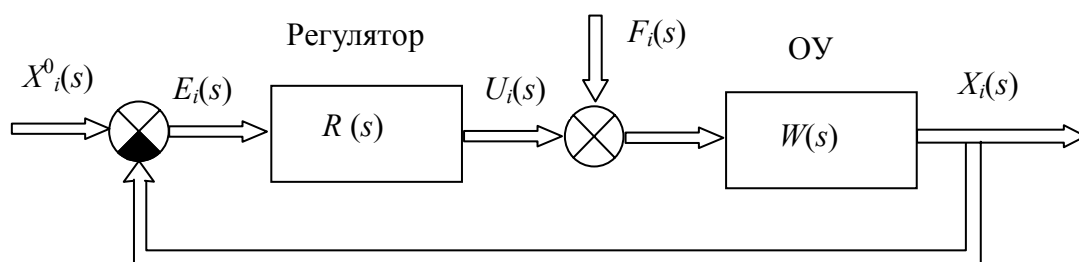 Регулятор
F_i(s)
ОУ
X^0_i(s)
E_i(s)
U_i(s)
X_i(s)
R (s)
W(s)